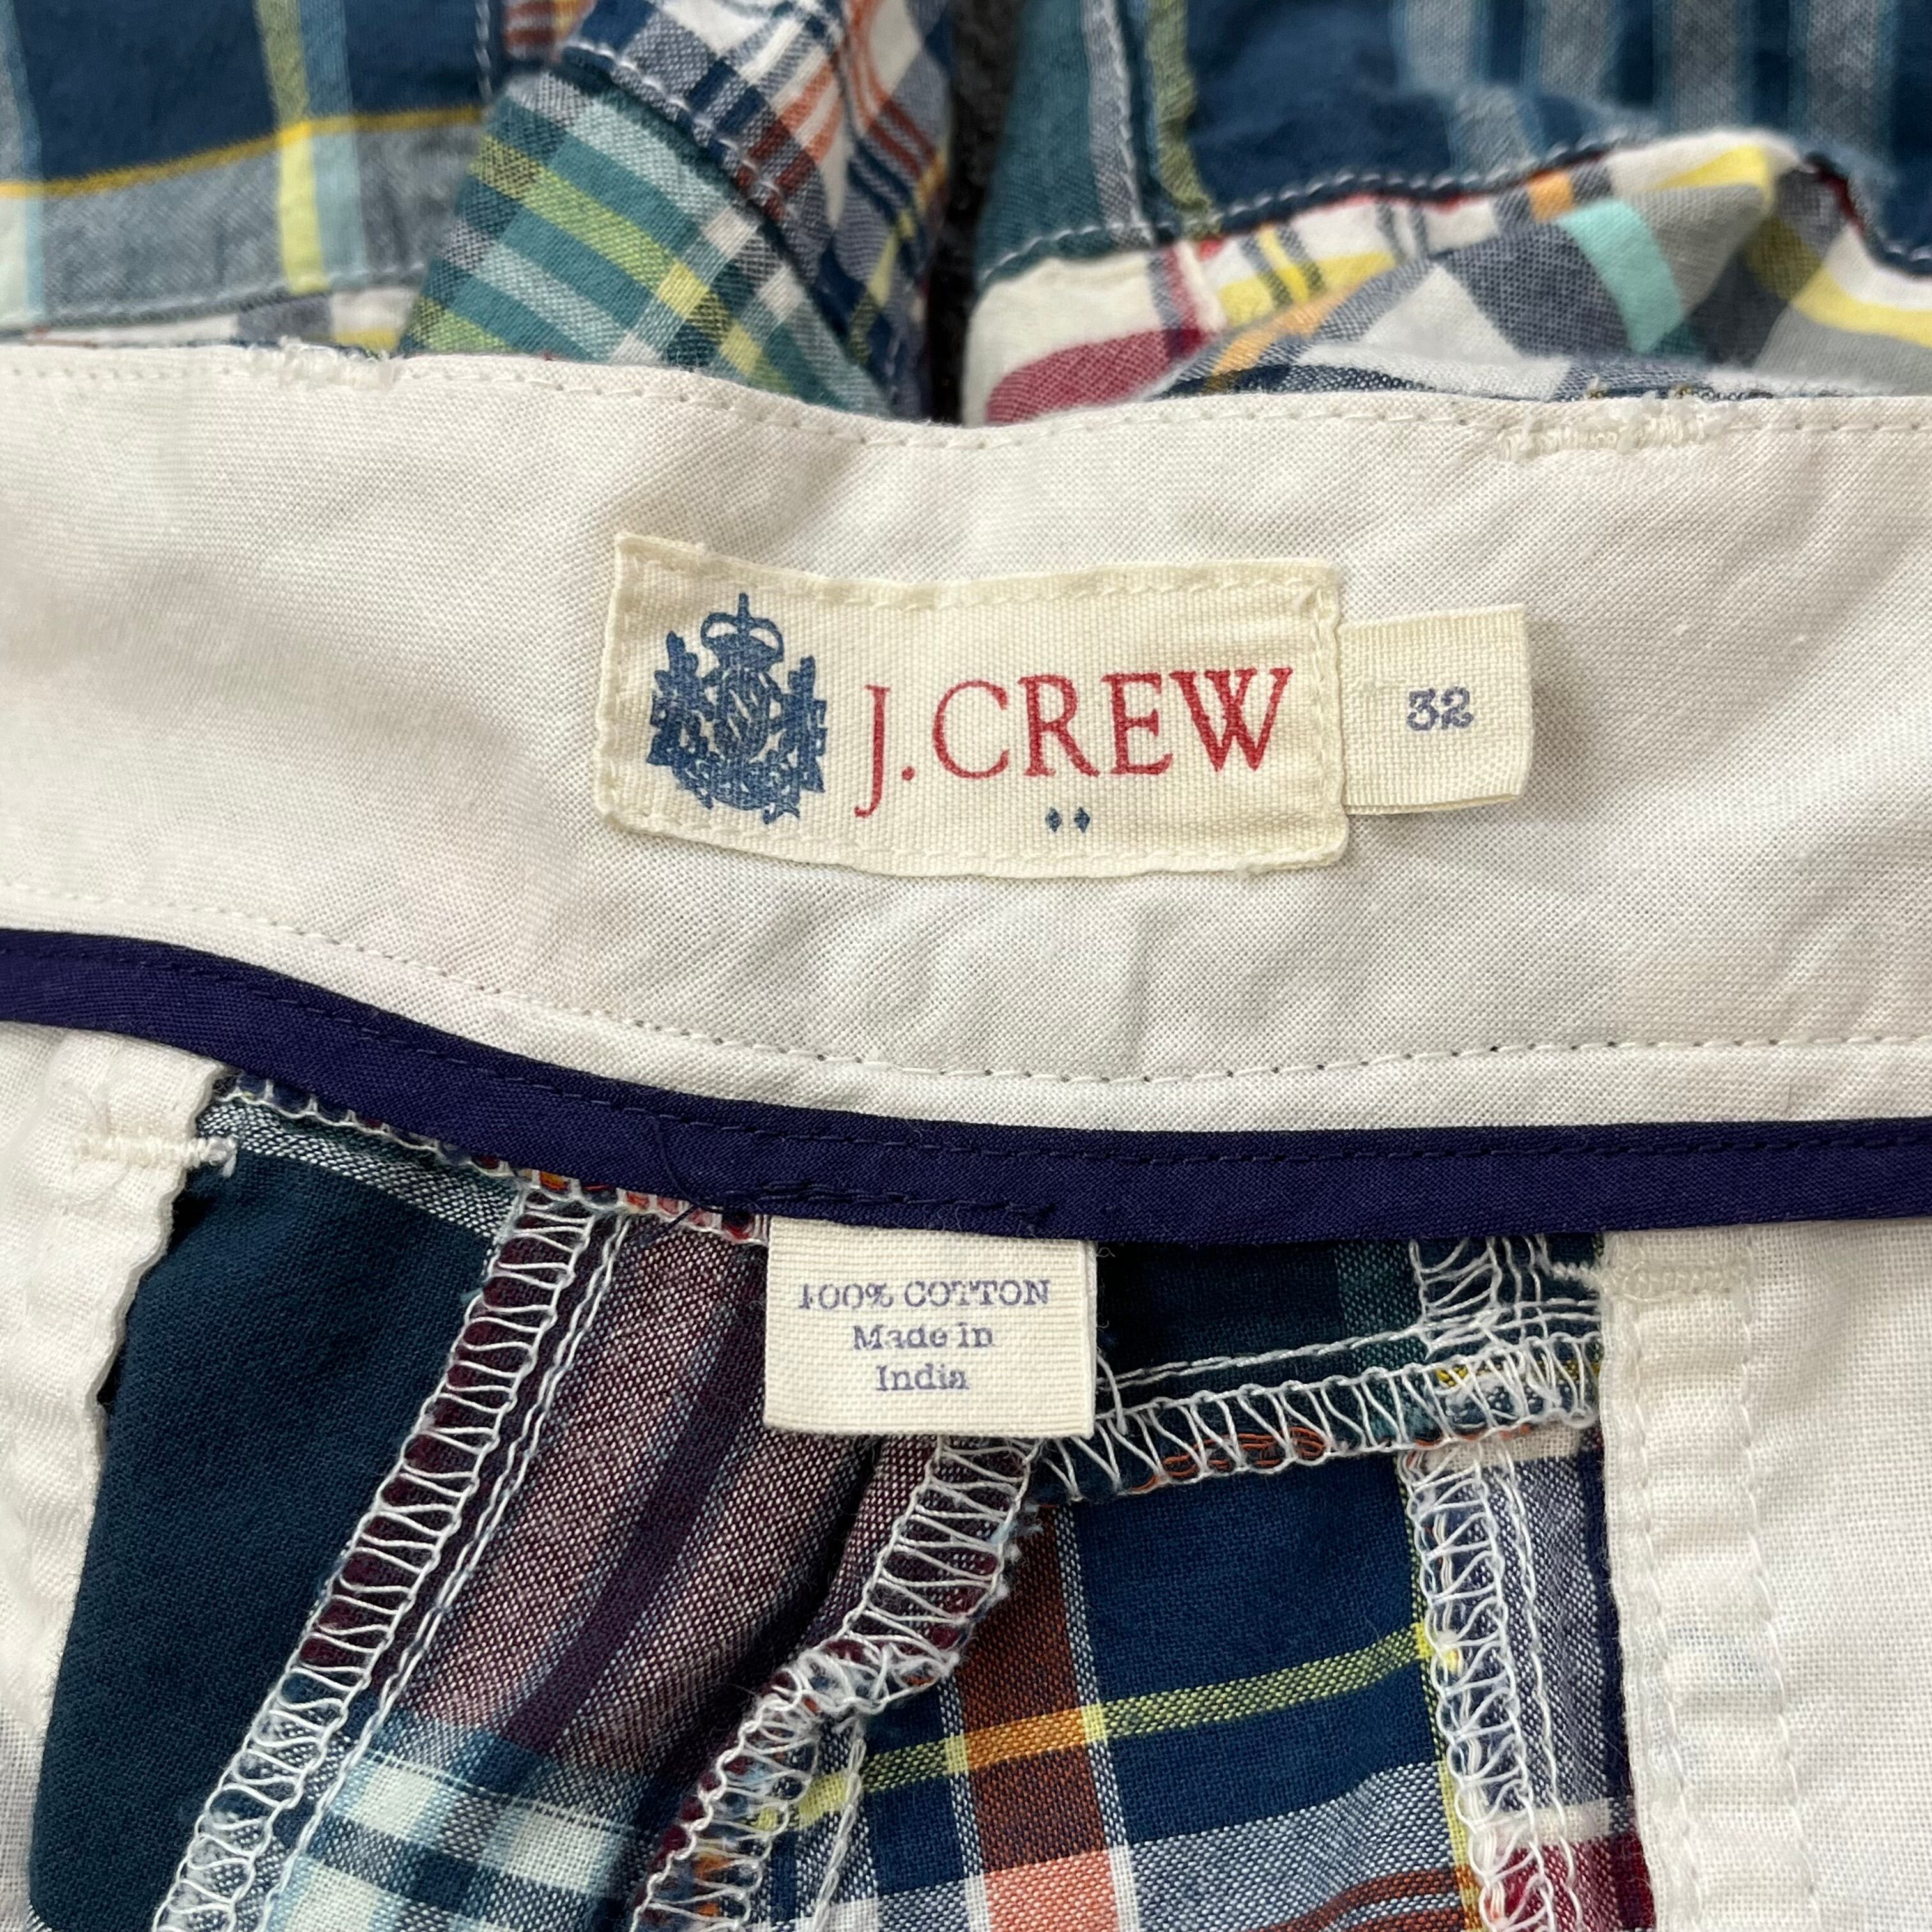 J.CREW
32
100% COTTON
Made in
India